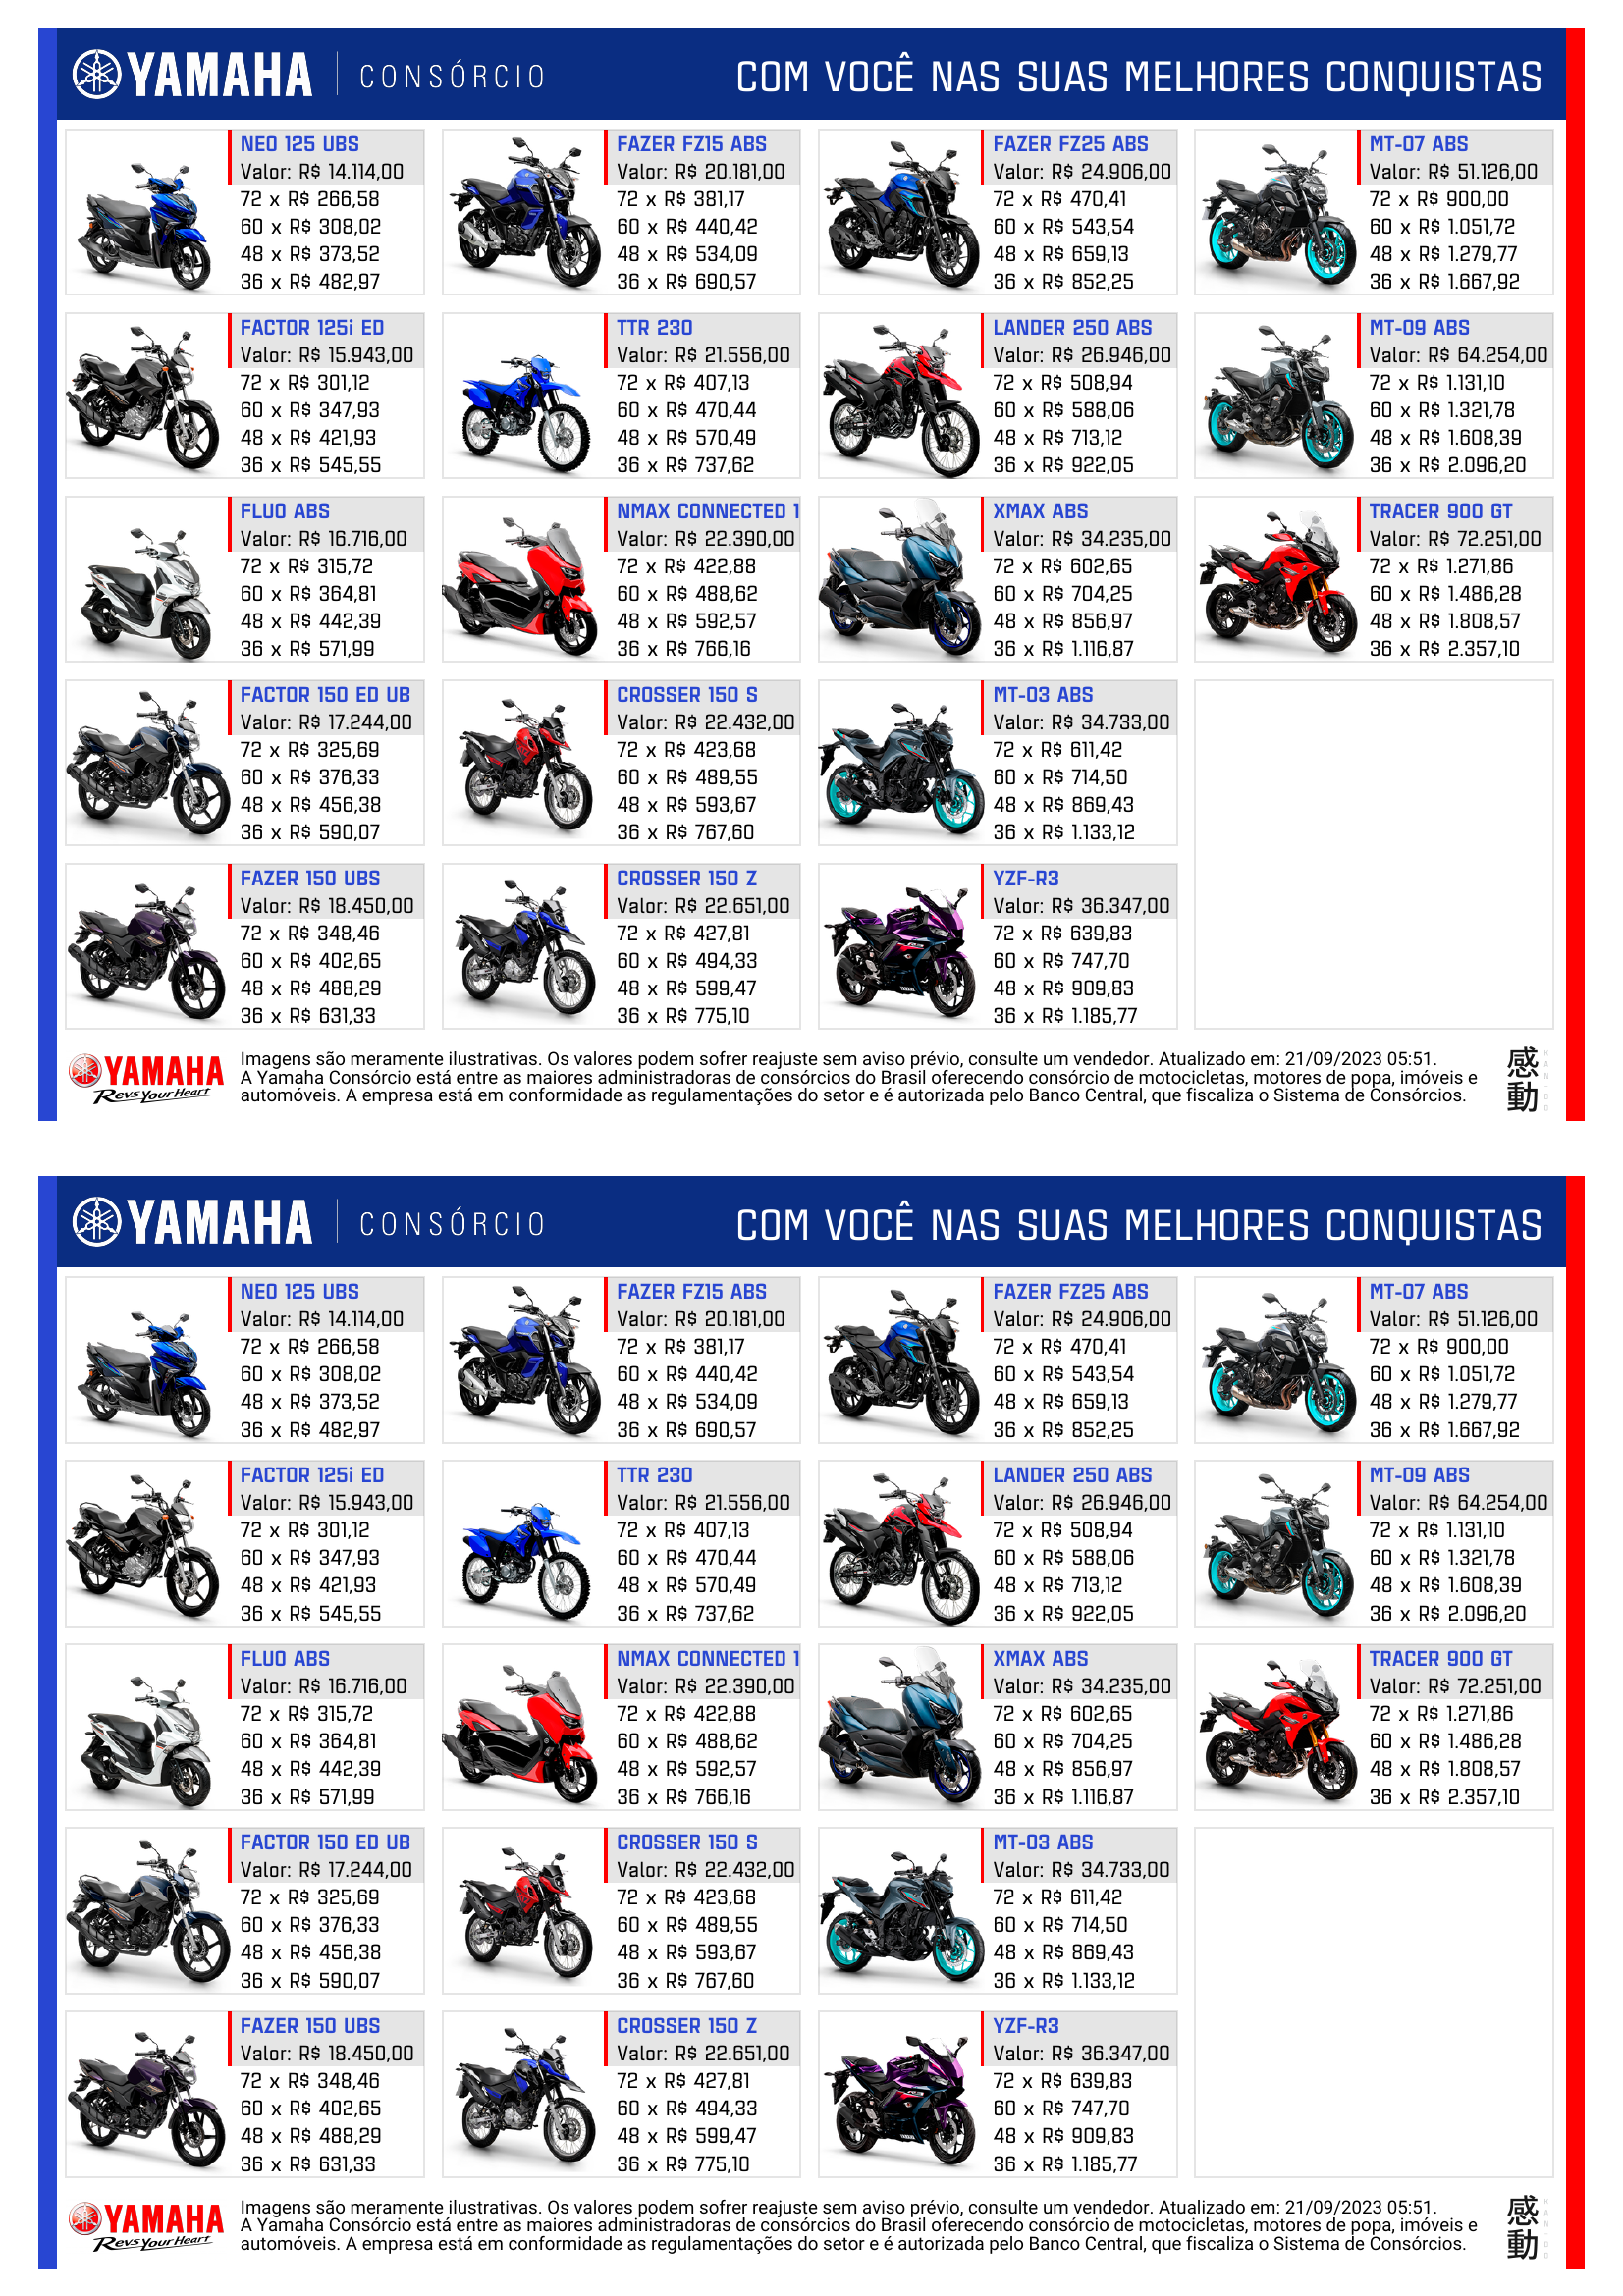 YAMAHA CONSÓRCIO COM VOCÊ NAS SUAS MELHORES CONQUISTAS
NEO 125 UBS
Valor: R$ 14.114,00
72 x R$ 266,58
60 x R$ 308,02
48 x R$ 373,52
36 x R$ 482,97
FACTOR 125i ED
Valor: R$ 15.943,00
72 x R$ 301,12
60 x R$ 347,93
48 x R$ 421,93
36 x R$ 545,55
FLUO ABS
Valor: R$ 16.716,00
72 x R$ 315,72
60 x R$ 364,81
48 x R$ 442,39
36 x R$ 571,99
FACTOR 150 ED UB
Valor: R$ 17.244,00
72 x R$ 325,69
60 x R$ 376,33
48 x R$ 456,38
36 x R$ 590,07
FAZER 150 UBS
Valor: R$ 18.450,00
72 x R$ 348,46
60 x R$ 402,65
48 x R$ 488,29
36 x R$ 631,33
FAZER FZ15 ABS
Valor: R$ 20.181,00
72 x R$ 381,17
60 x R$ 440,42
48 x R$ 534,09
36 x R$ 690,57
TTR 230
Valor: R$ 21.556,00
72 x R$ 407,13
60 x R$ 470,44
48 x R$ 570,49
36 x R$ 737,62
NMAX CONNECTED 1
Valor: R$ 22.390,00
72 x R$ 422,88
60 x R$ 488,62
48 x R$ 592,57
36 x R$ 766,16
CROSSER 150 S
Valor: R$ 22.432,00
72 x R$ 423,68
60 x R$ 489,55
48 x R$ 593,67
36 x R$ 767,60
CROSSER 150 Z
Valor: R$ 22.651,00
72 x R$ 427,81
60 x R$ 494,33
48 x R$ 599,47
36 x R$ 775,10
FAZER FZ25 ABS
Valor: R$ 24.906,00
72 x R$ 470,41
60 x R$ 543,54
48 x R$ 659,13
36 x R$ 852,25
LANDER 250 ABS
Valor: R$ 26.946,00
72 x R$ 508,94
60 x R$ 588,06
48 x R$ 713,12
36 x R$ 922,05
XMAX ABS
Valor: R$ 34.235,00
72 x R$ 602,65
60 x R$ 704,25
48 x R$ 856,97
36 x R$ 1.116,87
MT-03 ABS
Valor: R$ 34.733,00
72 x R$ 611,42
60 x R$ 714,50
48 x R$ 869,43
36 x R$ 1.133,12
YZF-R3
Valor: R$ 36.347,00
72 x R$ 639,83
60 x R$ 747,70
48 x R$ 909,83
36 x R$ 1.185,77
MT-07 ABS
Valor: R$ 51.126,00
72 x R$ 900,00
60 x R$ 1.051,72
48 x R$ 1.279,77
36 x R$ 1.667,92
MT-09 ABS
Valor: R$ 64.254,00
72 x R$ 1.131,10
60 x R$ 1.321,78
48 x R$ 1.608,39
36 x R$ 2.096,20
TRACER 900 GT
Valor: R$ 72.251,00
72 x R$ 1.271,86
60 x R$ 1.486,28
48 x R$ 1.808,57
36 x R$ 2.357,10
YAMAHA
Revs Your Heart
Imagens são meramente ilustrativas. Os valores podem sofrer reajuste sem aviso prévio, consulte um vendedor. Atualizado em: 21/09/2023 05:51.
A Yamaha Consórcio está entre as maiores administradoras de consórcios do Brasil oferecendo consórcio de motocicletas, motores de popa, imóveis e
automóveis. A empresa está em conformidade as regulamentações do setor e é autorizada pelo Banco Central, que fiscaliza o Sistema de Consórcios.
感動
YAMAHA CONSÓRCIO COM VOCÊ NAS SUAS MELHORES CONQUISTAS
NEO 125 UBS
Valor: R$ 14.114,00
72 x R$ 266,58
60 x R$ 308,02
48 x R$ 373,52
36 x R$ 482,97
FACTOR 125i ED
Valor: R$ 15.943,00
72 x R$ 301,12
60 x R$ 347,93
48 x R$ 421,93
36 x R$ 545,55
FLUO ABS
Valor: R$ 16.716,00
72 x R$ 315,72
60 x R$ 364,81
48 x R$ 442,39
36 x R$ 571,99
FACTOR 150 ED UB
Valor: R$ 17.244,00
72 x R$ 325,69
60 x R$ 376,33
48 x R$ 456,38
36 x R$ 590,07
FAZER 150 UBS
Valor: R$ 18.450,00
72 x R$ 348,46
60 x R$ 402,65
48 x R$ 488,29
36 x R$ 631,33
FAZER FZ15 ABS
Valor: R$ 20.181,00
72 x R$ 381,17
60 x R$ 440,42
48 x R$ 534,09
36 x R$ 690,57
TTR 230
Valor: R$ 21.556,00
72 x R$ 407,13
60 x R$ 470,44
48 x R$ 570,49
36 x R$ 737,62
NMAX CONNECTED 1
Valor: R$ 22.390,00
72 x R$ 422,88
60 x R$ 488,62
48 x R$ 592,57
36 x R$ 766,16
CROSSER 150 S
Valor: R$ 22.432,00
72 x R$ 423,68
60 x R$ 489,55
48 x R$ 593,67
36 x R$ 767,60
CROSSER 150 Z
Valor: R$ 22.651,00
72 x R$ 427,81
60 x R$ 494,33
48 x R$ 599,47
36 x R$ 775,10
FAZER FZ25 ABS
Valor: R$ 24.906,00
72 x R$ 470,41
60 x R$ 543,54
48 x R$ 659,13
36 x R$ 852,25
LANDER 250 ABS
Valor: R$ 26.946,00
72 x R$ 508,94
60 x R$ 588,06
48 x R$ 713,12
36 x R$ 922,05
XMAX ABS
Valor: R$ 34.235,00
72 x R$ 602,65
60 x R$ 704,25
48 x R$ 856,97
36 x R$ 1.116,87
MT-03 ABS
Valor: R$ 34.733,00
72 x R$ 611,42
60 x R$ 714,50
48 x R$ 869,43
36 x R$ 1.133,12
YZF-R3
Valor: R$ 36.347,00
72 x R$ 639,83
60 x R$ 747,70
48 x R$ 909,83
36 x R$ 1.185,77
MT-07 ABS
Valor: R$ 51.126,00
72 x R$ 900,00
60 x R$ 1.051,72
48 x R$ 1.279,77
36 x R$ 1.667,92
MT-09 ABS
Valor: R$ 64.254,00
72 x R$ 1.131,10
60 x R$ 1.321,78
48 x R$ 1.608,39
36 x R$ 2.096,20
TRACER 900 GT
Valor: R$ 72.251,00
72 x R$ 1.271,86
60 x R$ 1.486,28
48 x R$ 1.808,57
36 x R$ 2.357,10
YAMAHA
Revs Your Heart
Imagens são meramente ilustrativas. Os valores podem sofrer reajuste sem aviso prévio, consulte um vendedor. Atualizado em: 21/09/2023 05:51.
A Yamaha Consórcio está entre as maiores administradoras de consórcios do Brasil oferecendo consórcio de motocicletas, motores de popa, imóveis e
automóveis. A empresa está em conformidade as regulamentações do setor e é autorizada pelo Banco Central, que fiscaliza o Sistema de Consórcios.
感動